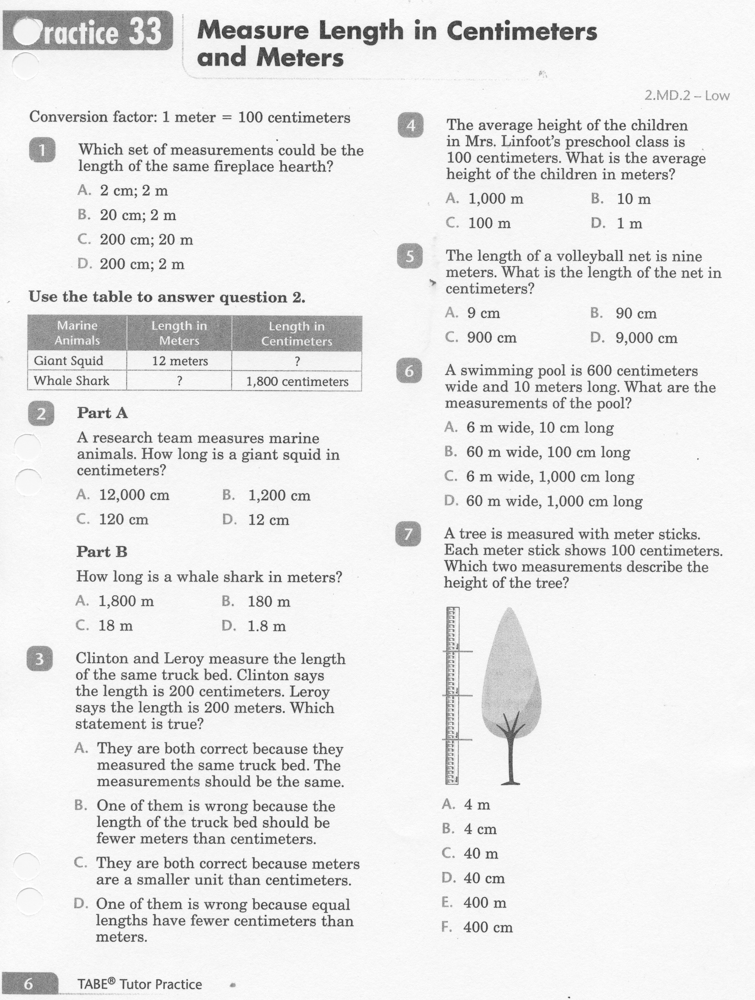 Practice 33
Measure Length in Centimeters
and Meters
2.MD.2 – Low
Conversion factor: 1 meter = 100 centimeters
1
Which set of measurements could be the
length of the same fireplace hearth?
A. 2 cm; 2 m
B. 20 cm; 2 m
C. 200 cm; 20 m
D. 200 cm; 2 m
Use the table to answer question 2.
Marine Animals | Length in Meters | Length in Centimeters
Giant Squid | 12 meters | ?
Whale Shark | ? | 1,800 centimeters
2
Part A
A research team measures marine
animals. How long is a giant squid in
centimeters?
A. 12,000 cm B. 1,200 cm
C. 120 cm D. 12 cm
Part B
How long is a whale shark in meters?
A. 1,800 m B. 180 m
C. 18 m D. 1.8 m
3
Clinton and Leroy measure the length
of the same truck bed. Clinton says
the length is 200 centimeters. Leroy
says the length is 200 meters. Which
statement is true?
A. They are both correct because they
measured the same truck bed. The
measurements should be the same.
B. One of them is wrong because the
length of the truck bed should be
fewer meters than centimeters.
C. They are both correct because meters
are a smaller unit than centimeters.
D. One of them is wrong because equal
lengths have fewer centimeters than
meters.
4
The average height of the children
in Mrs. Linfoot's preschool class is
100 centimeters. What is the average
height of the children in meters?
A. 1,000 m B. 10 m
C. 100 m D. 1 m
5
The length of a volleyball net is nine
meters. What is the length of the net in
centimeters?
A. 9 cm B. 90 cm
C. 900 cm D. 9,000 cm
6
A swimming pool is 600 centimeters
wide and 10 meters long. What are the
measurements of the pool?
A. 6 m wide, 10 cm long
B. 60 m wide, 100 cm long
C. 6 m wide, 1,000 cm long
D. 60 m wide, 1,000 cm long
7
A tree is measured with meter sticks.
Each meter stick shows 100 centimeters.
Which two measurements describe the
height of the tree?
A. 4 m
B. 4 cm
C. 40 m
D. 40 cm
E. 400 m
F. 400 cm
6
TABE® Tutor Practice